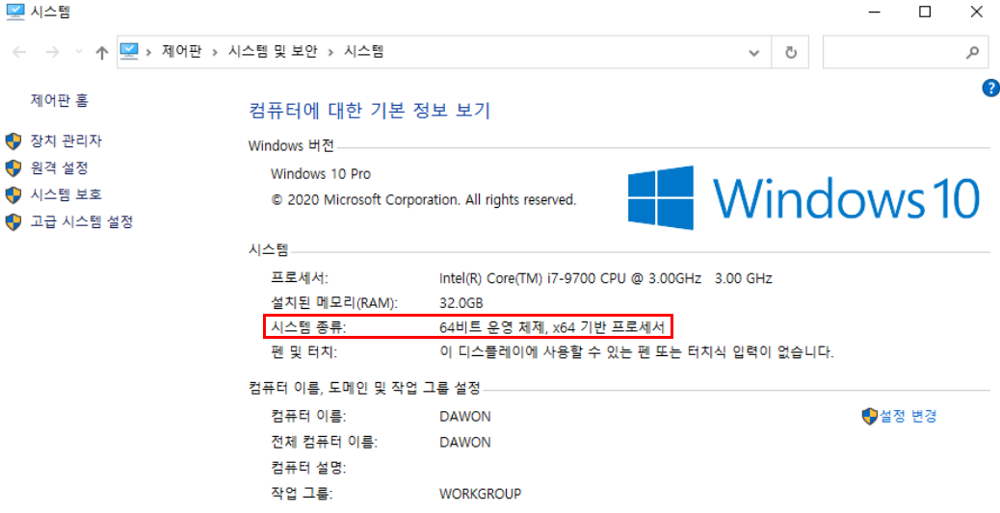 시스템
제어판 › 시스템 및 보안 › 시스템
제어판 홈
장치 관리자
원격 설정
시스템 보호
고급 시스템 설정
컴퓨터에 대한 기본 정보 보기
Windows 버전
Windows 10 Pro
© 2020 Microsoft Corporation. All rights reserved.
Windows 10
시스템
프로세서: Intel(R) Core(TM) i7-9700 CPU @ 3.00GHz 3.00 GHz
설치된 메모리(RAM): 32.0GB
시스템 종류: 64비트 운영 체제, x64 기반 프로세서
펜 및 터치: 이 디스플레이에 사용할 수 있는 펜 또는 터치식 입력이 없습니다.
컴퓨터 이름, 도메인 및 작업 그룹 설정
컴퓨터 이름: DAWON
설정 변경
전체 컴퓨터 이름: DAWON
컴퓨터 설명:
작업 그룹: WORKGROUP